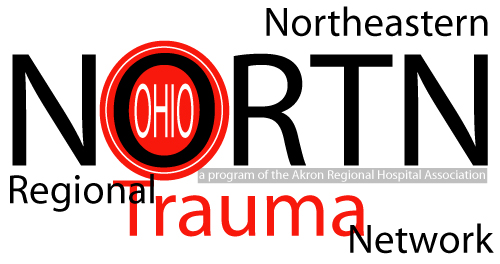 Northeastern
NORTN
OHIO
a program of the Akron Regional Hospital Association
Regional
Trauma
Network